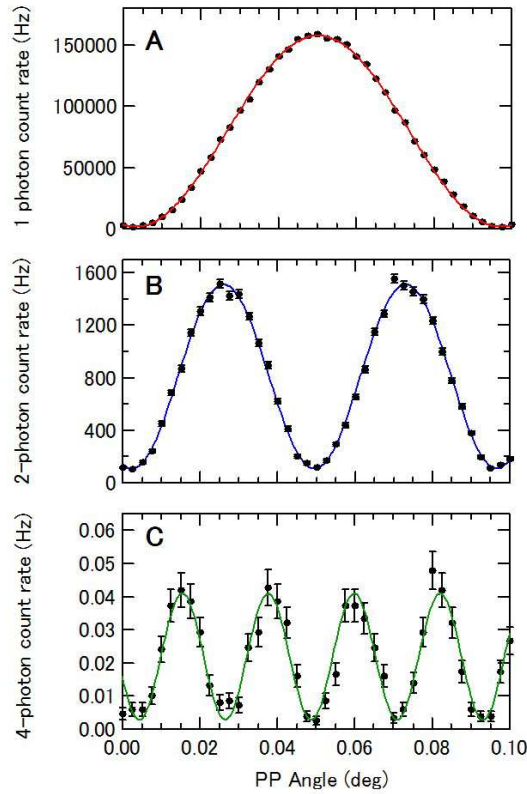 A
1 photon count rate (Hz)
150000
100000
50000
0
B
2-photon count rate (Hz)
1600
1200
800
400
0
C
4-photon count rate (Hz)
0.06
0.05
0.04
0.03
0.02
0.01
0.00
0.00 0.02 0.04 0.06 0.08 0.10
PP Angle (deg)